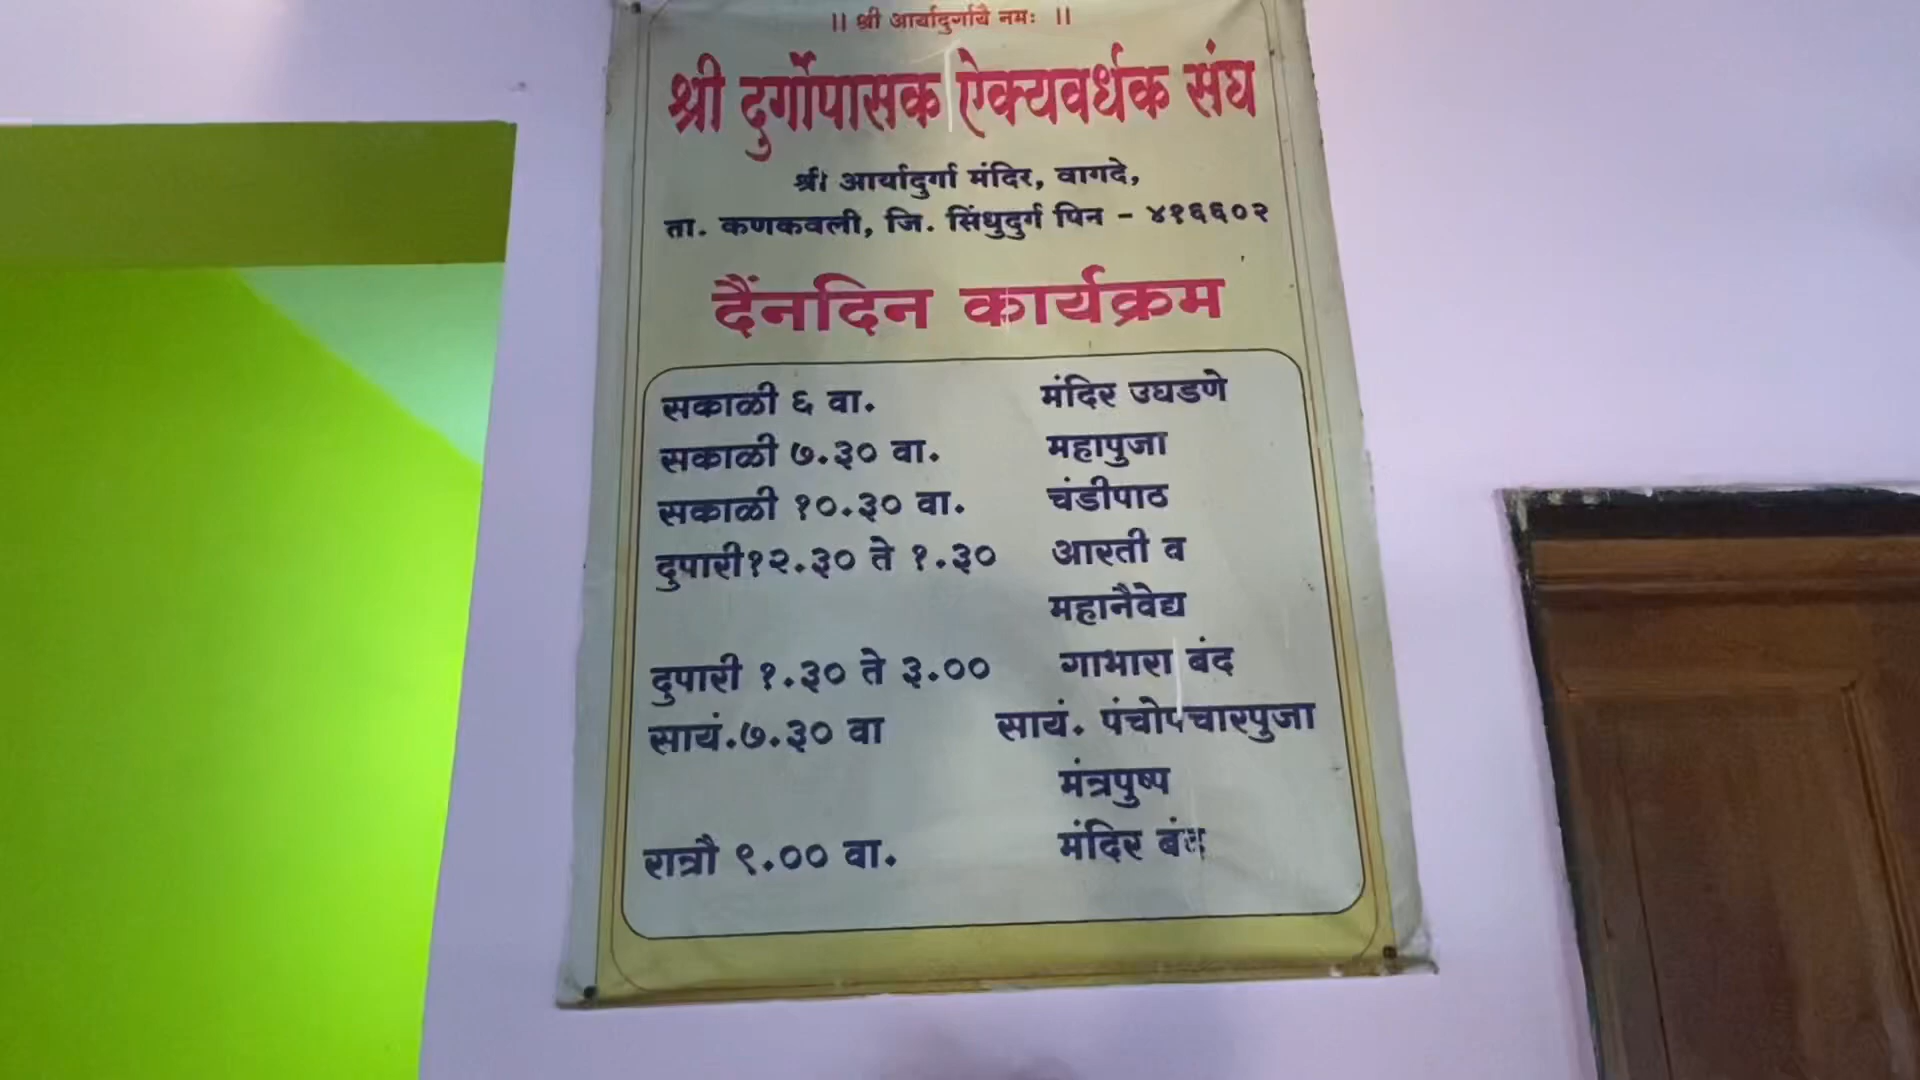 || श्री आर्यादुर्गायै नमः ||
श्री दुर्गोपासक ऐक्यवर्धक संघ
श्री आर्यादुर्गा मंदिर, वागदे,
ता. कणकवली, जि. सिंधुदुर्ग पिन - ४१६६०२
दैंनदिन कार्यक्रम
सकाळी ६ वा. मंदिर उघडणे
सकाळी ७.३० वा. महापुजा
सकाळी १०.३० वा. चंडीपाठ
दुपारी१२.३० ते १.३० आरती व
महानैवेद्य
दुपारी १.३० ते ३.०० गाभारा बंद
सायं.७.३० वा सायं. पंचोपचारपुजा
मंत्रपुष्प
रात्रौ ९.०० वा. मंदिर बंद